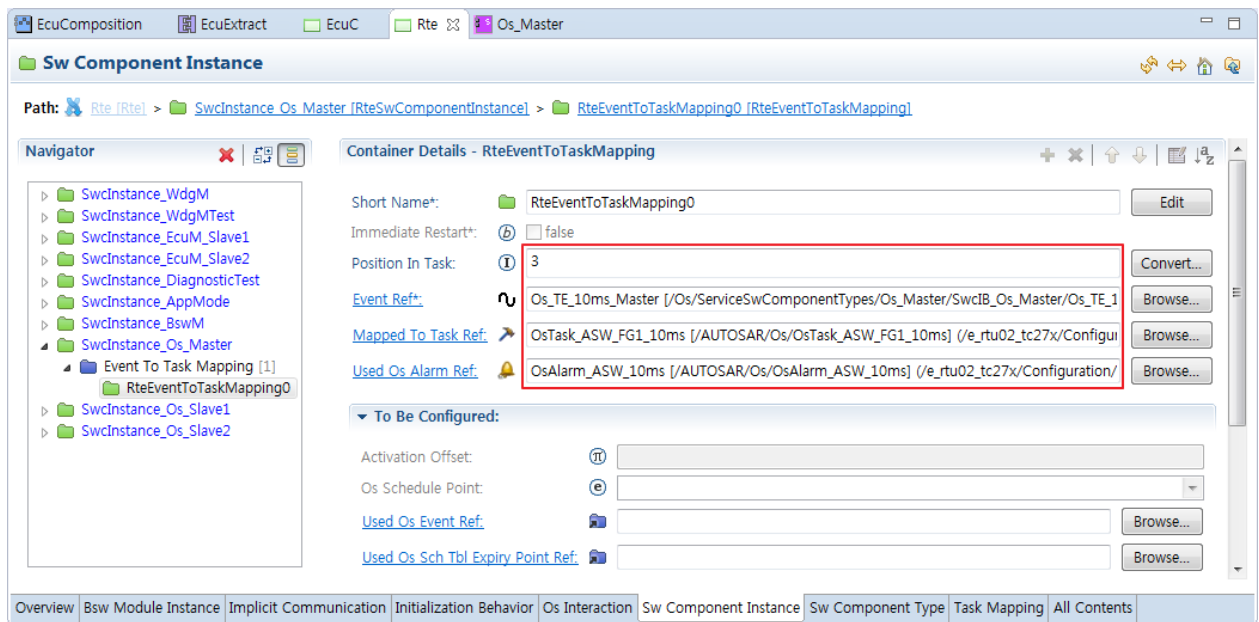 EcuComposition EcuExtract EcuC Rte Os_Master
Sw Component Instance
Path: Rte [Rte] > SwcInstance_Os_Master [RteSwComponentInstance] > RteEventToTaskMapping0 [RteEventToTaskMapping]
Navigator
SwcInstance_WdgM
SwcInstance_WdgMTest
SwcInstance_EcuM_Slave1
SwcInstance_EcuM_Slave2
SwcInstance_DiagnosticTest
SwcInstance_AppMode
SwcInstance_BswM
SwcInstance_Os_Master
Event To Task Mapping [1]
RteEventToTaskMapping0
SwcInstance_Os_Slave1
SwcInstance_Os_Slave2
Container Details - RteEventToTaskMapping
Short Name*: RteEventToTaskMapping0 Edit
Immediate Restart*: false
Position In Task: 3 Convert...
Event Ref*: Os_TE_10ms_Master [/Os/ServiceSwComponentTypes/Os_Master/SwcIB_Os_Master/Os_TE_1 Browse...
Mapped To Task Ref: OsTask_ASW_FG1_10ms [/AUTOSAR/Os/OsTask_ASW_FG1_10ms] (/e_rtu02_tc27x/Configur Browse...
Used Os Alarm Ref: OsAlarm_ASW_10ms [/AUTOSAR/Os/OsAlarm_ASW_10ms] (/e_rtu02_tc27x/Configuration/ Browse...
To Be Configured:
Activation Offset:
Os Schedule Point:
Used Os Event Ref: Browse...
Used Os Sch Tbl Expiry Point Ref: Browse...
Overview Bsw Module Instance Implicit Communication Initialization Behavior Os Interaction Sw Component Instance Sw Component Type Task Mapping All Contents